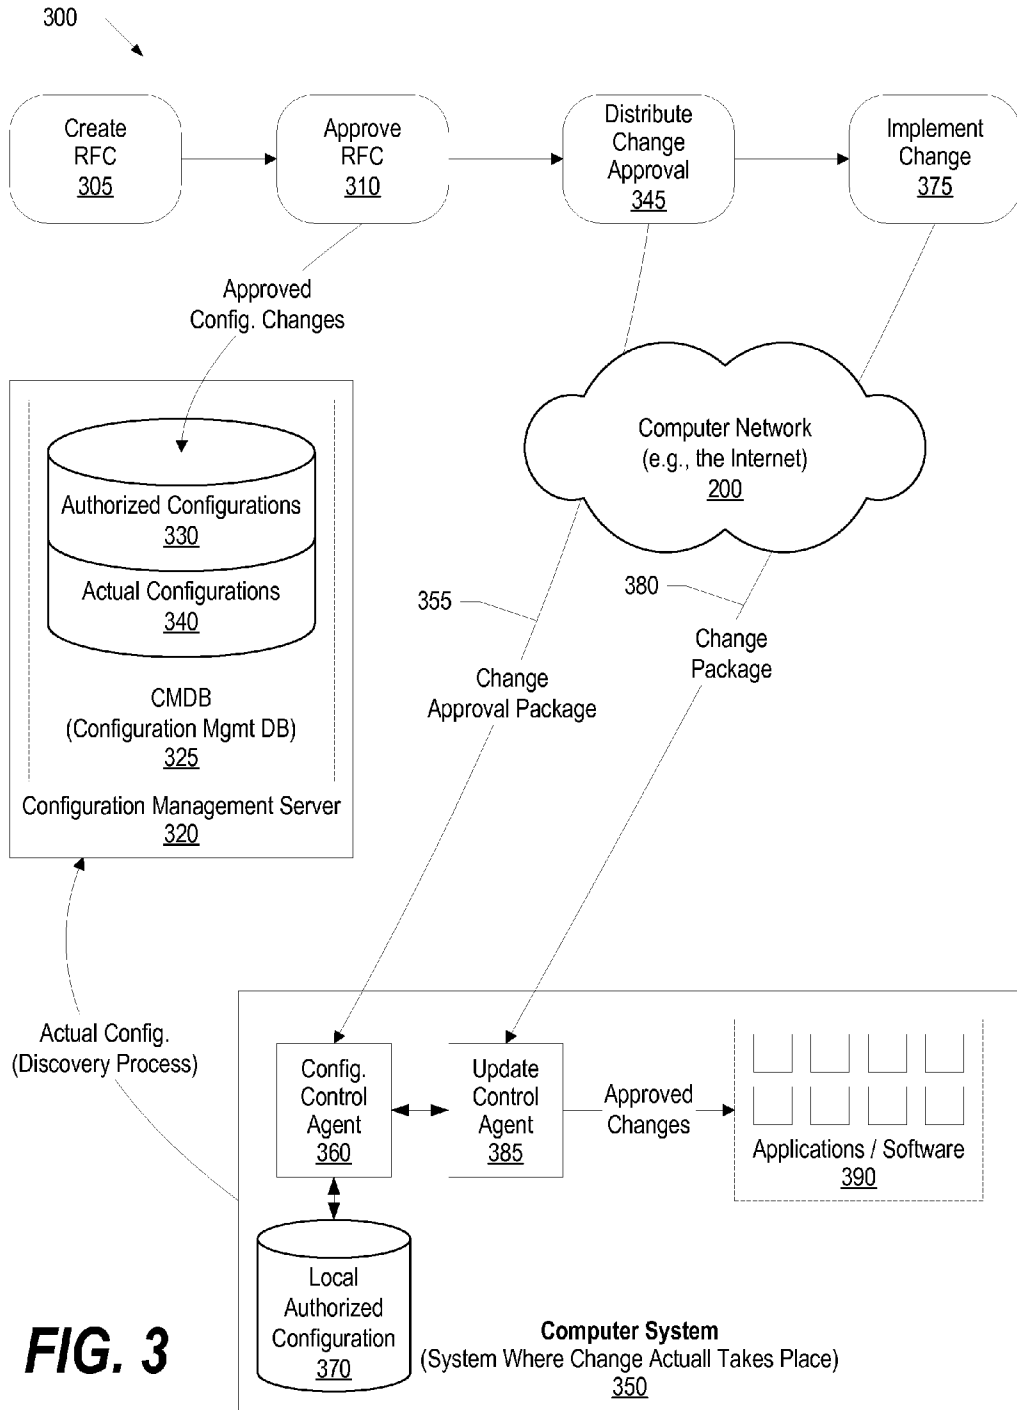 300
Create
RFC
305
Approve
RFC
310
Distribute
Change
Approval
345
Implement
Change
375
Approved
Config. Changes
Computer Network
(e.g., the Internet)
200
Authorized Configurations
330
Actual Configurations
340
CMDB
(Configuration Mgmt DB)
325
Configuration Management Server
320
355
380
Change
Approval Package
Change
Package
Actual Config.
(Discovery Process)
Config.
Control
Agent
360
Update
Control
Agent
385
Approved
Changes
Applications / Software
390
Local
Authorized
Configuration
370
Computer System
(System Where Change Actuall Takes Place)
350
FIG. 3